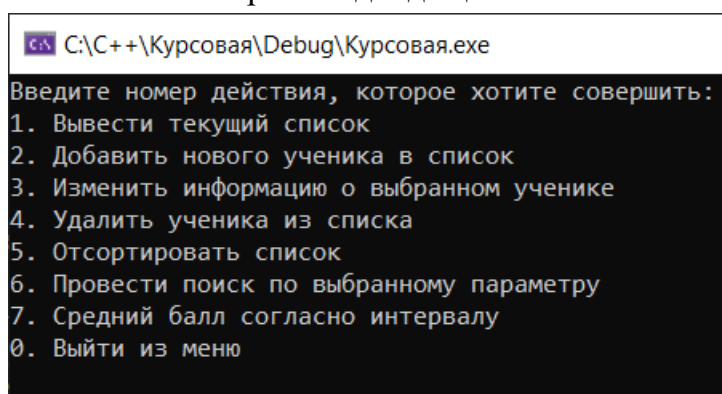 C:\C++\Курсовая\Debug\Курсовая.exe
Введите номер действия, которое хотите совершить:
1. Вывести текущий список
2. Добавить нового ученика в список
3. Изменить информацию о выбранном ученике
4. Удалить ученика из списка
5. Отсортировать список
6. Провести поиск по выбранному параметру
7. Средний балл согласно интервалу
0. Выйти из меню